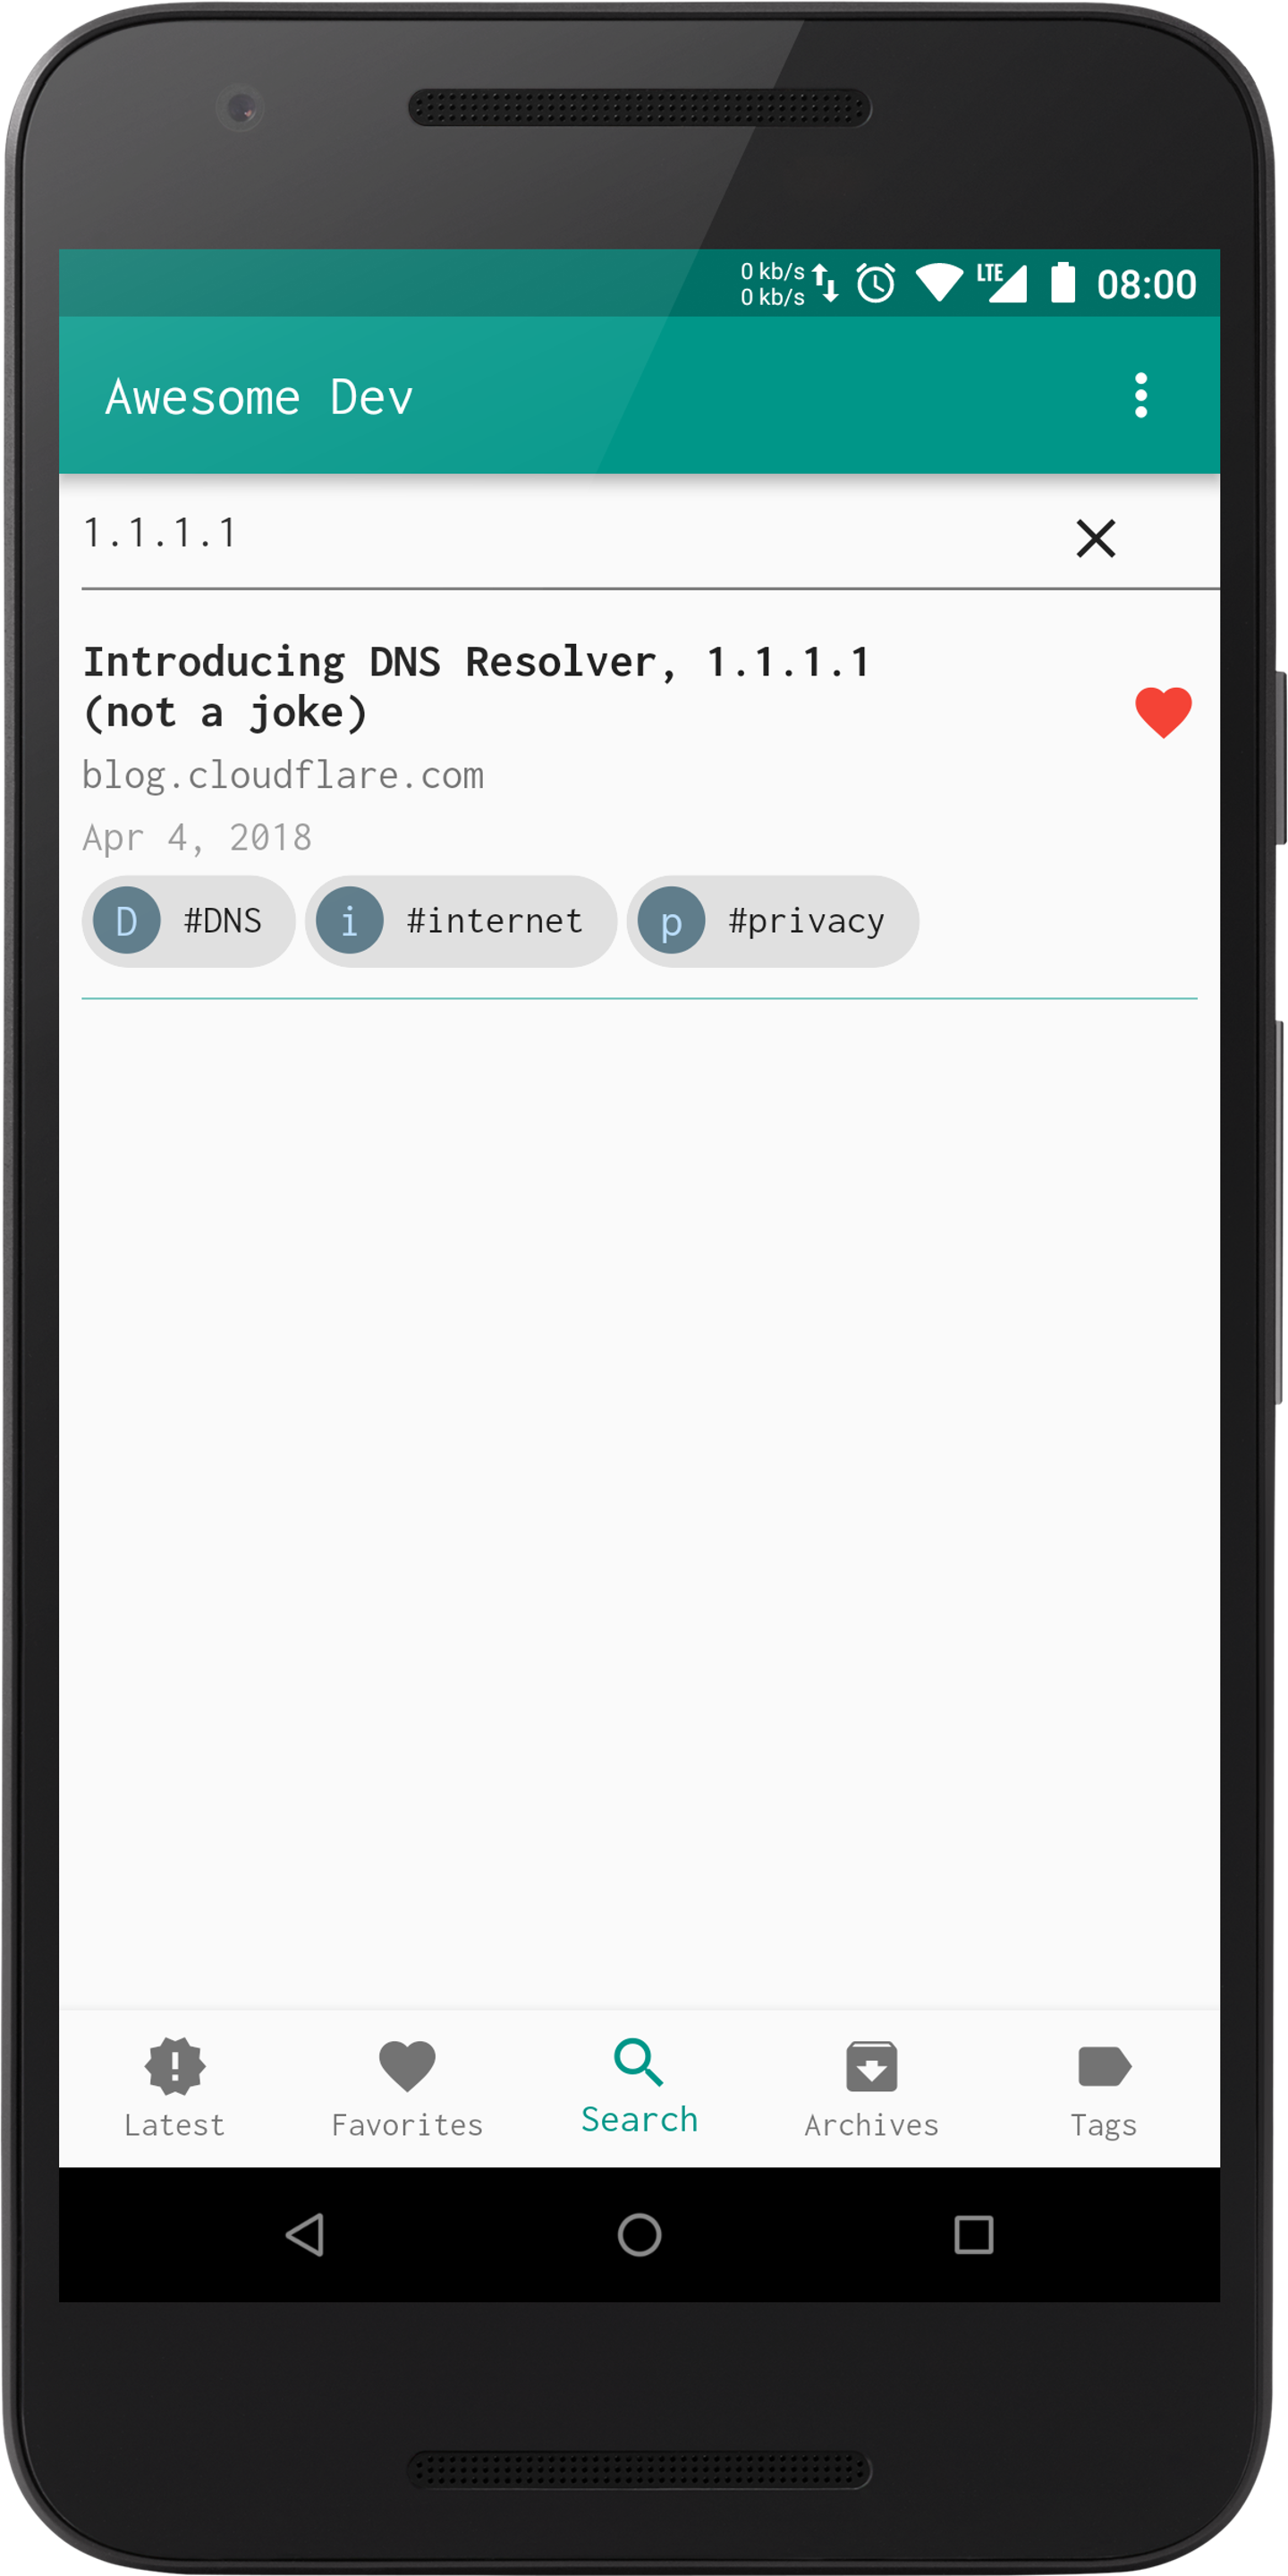 0 kb/s
0 kb/s
LTE
08:00
Awesome Dev
1.1.1.1
Introducing DNS Resolver, 1.1.1.1
(not a joke)
blog.cloudflare.com
Apr 4, 2018
D #DNS i #internet p #privacy
Latest Favorites Search Archives Tags